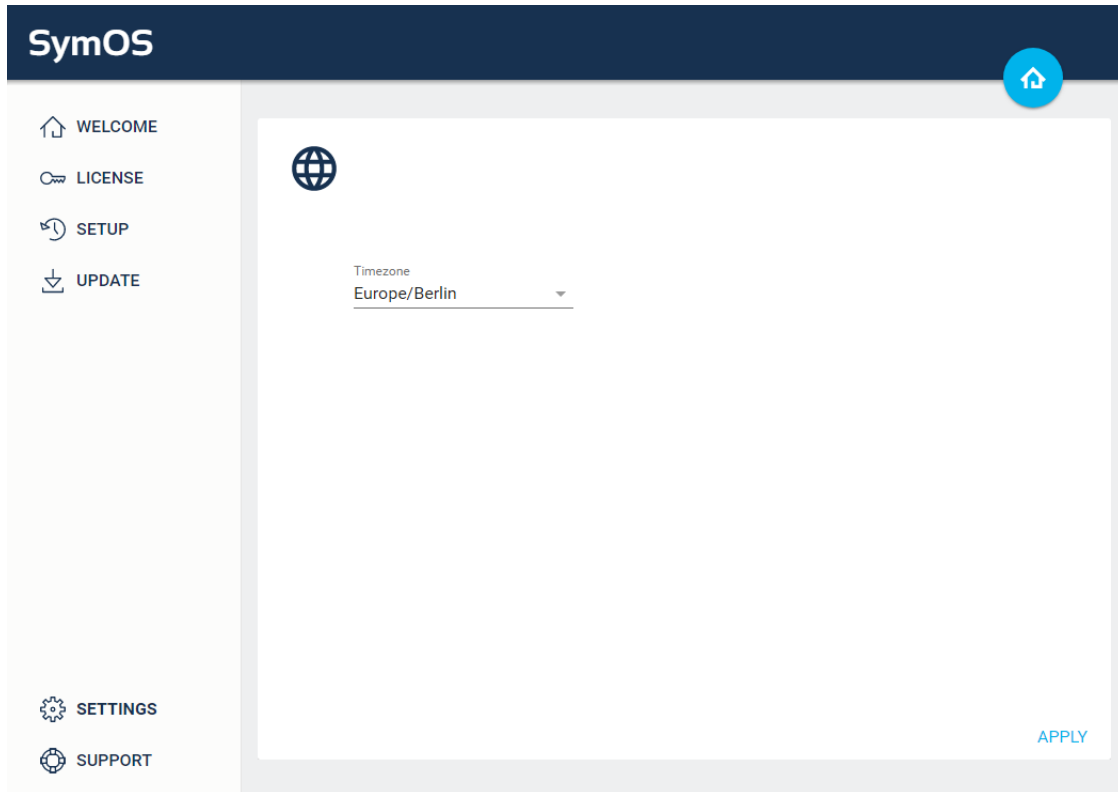 SymOS
WELCOME
LICENSE
SETUP
UPDATE
Timezone
Europe/Berlin
SETTINGS
SUPPORT
APPLY